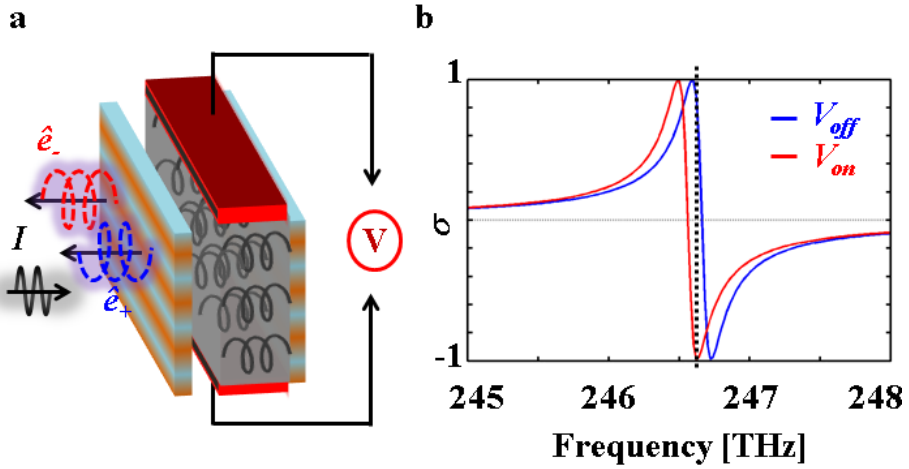 a
b
ê-
I
ê+
V
1
σ
-1
V_off
V_on
245
246
247
248
Frequency [THz]